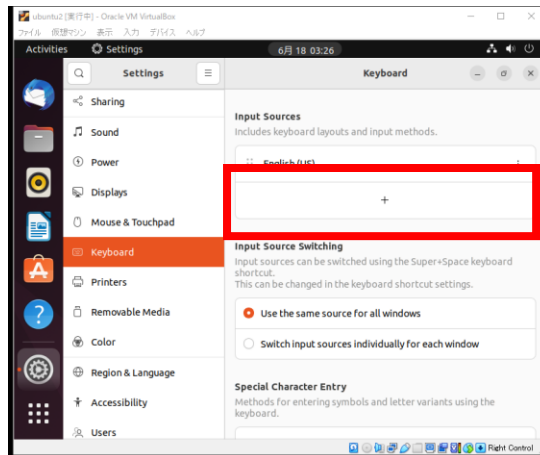 ubuntu2 [実行中] - Oracle VM VirtualBox
ファイル 仮想マシン 表示 入力 デバイス ヘルプ
Activities Settings 6月 18 03:26
Settings Keyboard
Sharing
Sound
Power
Displays
Mouse & Touchpad
Keyboard
Printers
Removable Media
Color
Region & Language
Accessibility
Users
Input Sources
Includes keyboard layouts and input methods.
English (US)
+
Input Source Switching
Input sources can be switched using the Super+Space keyboard
shortcut.
This can be changed in the keyboard shortcut settings.
Use the same source for all windows
Switch input sources individually for each window
Special Character Entry
Methods for entering symbols and letter variants using the
keyboard.
Right Control